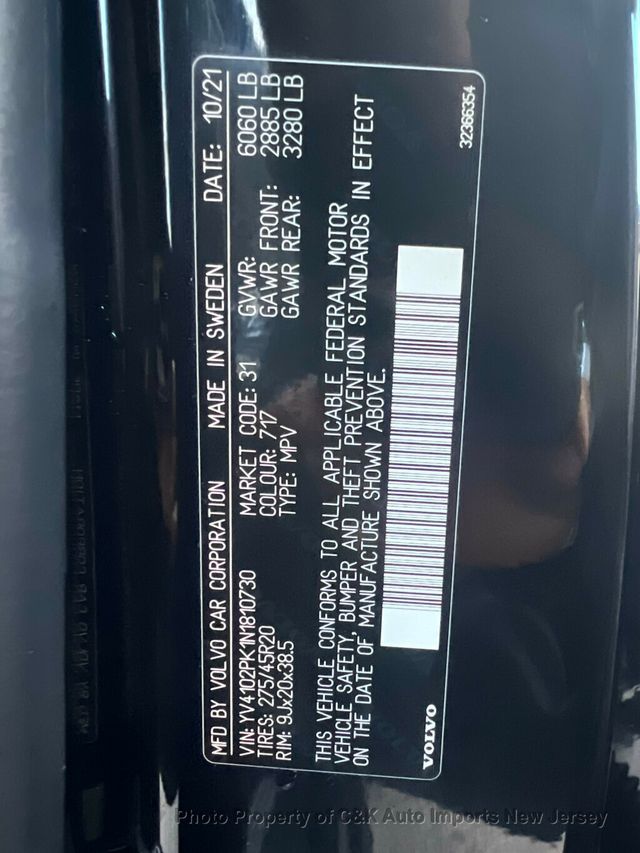 MFD BY VOLVO CAR CORPORATION MADE IN SWEDEN DATE: 10/21
VIN: YV4102PK1N1810730 MARKET CODE: 31 GVWR: 6060 LB
TIRES: 275/45R20 COLOUR: 717 GAWR FRONT: 2885 LB
RIM: 9Jx20x38.5 TYPE: MPV GAWR REAR: 3280 LB
THIS VEHICLE CONFORMS TO ALL APPLICABLE FEDERAL MOTOR
VEHICLE SAFETY, BUMPER AND THEFT PREVENTION STANDARDS IN EFFECT
ON THE DATE OF MANUFACTURE SHOWN ABOVE.
VOLVO 32366354
Photo Property of C&K Auto Imports New Jersey